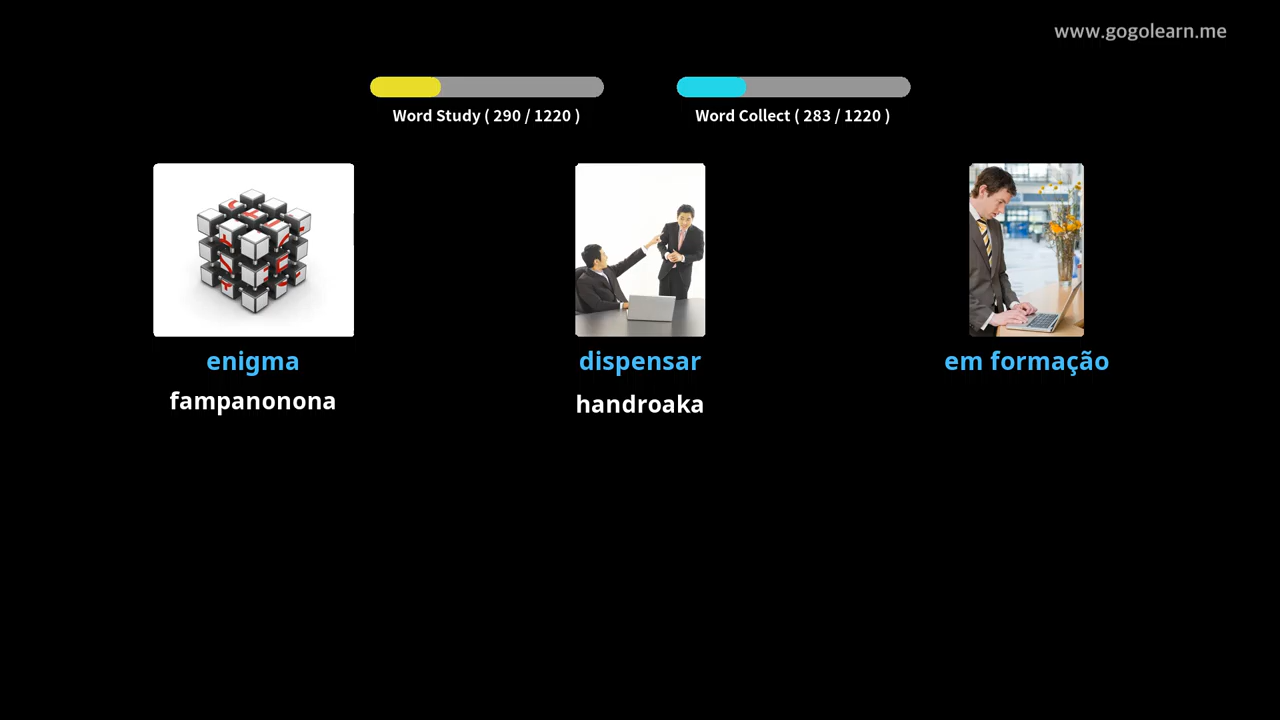 www.gogolearn.me
Word Study ( 290 / 1220 )
Word Collect ( 283 / 1220 )
enigma
dispensar
em formação
fampanonona
handroaka